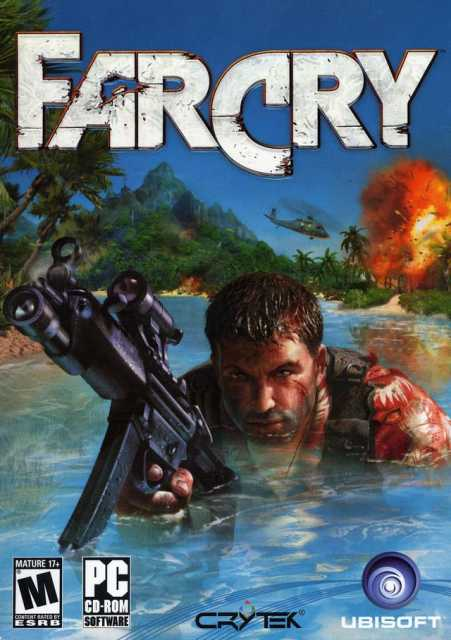 FARCRY
MATURE 17+
M
CONTENT RATED BY
ESRB
PC
CD-ROM
SOFTWARE
CRYTEK
UBISOFT